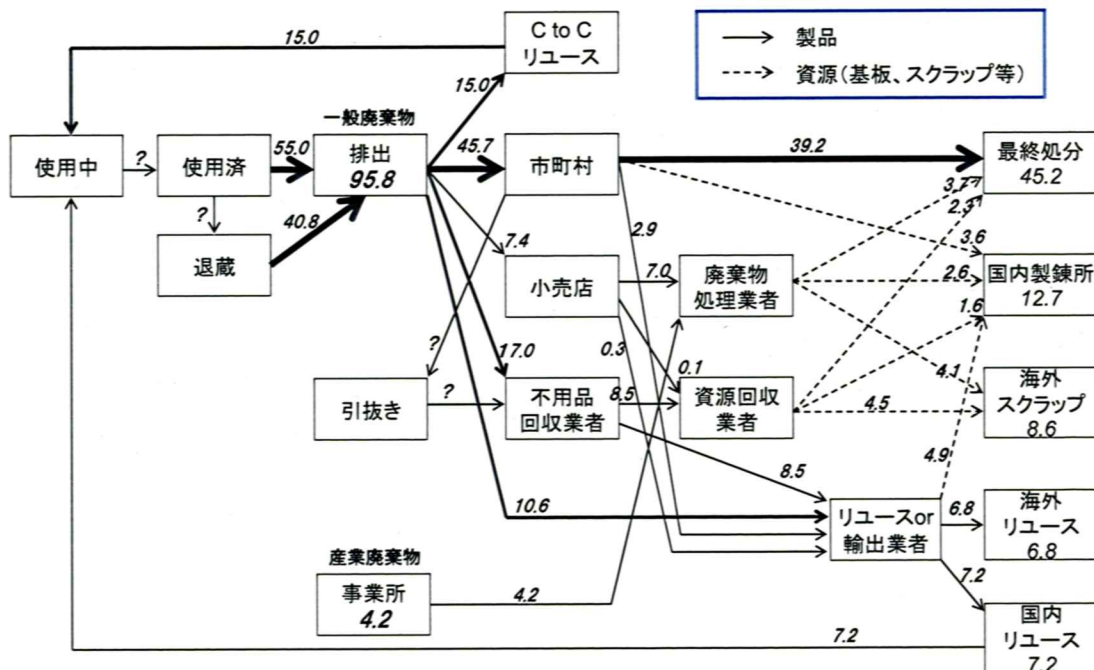 C to C
リユース
15.0
15.0
製品
資源（基板、スクラップ等）
一般廃棄物
使用中
?
使用済
55.0
排出
95.8
45.7
市町村
39.2
最終処分
45.2
?
40.8
退蔵
7.4
小売店
7.0
2.9
廃棄物
処理業者
3.7
2.3
3.6
2.6
1.6
国内製錬所
12.7
?
引抜き
?
17.0
不用品
回収業者
0.3
8.5
0.1
資源回収
業者
4.1
4.5
海外
スクラップ
8.6
8.5
4.9
10.6
リユースor
輸出業者
6.8
海外
リユース
6.8
産業廃棄物
事業所
4.2
4.2
7.2
国内
リユース
7.2
7.2